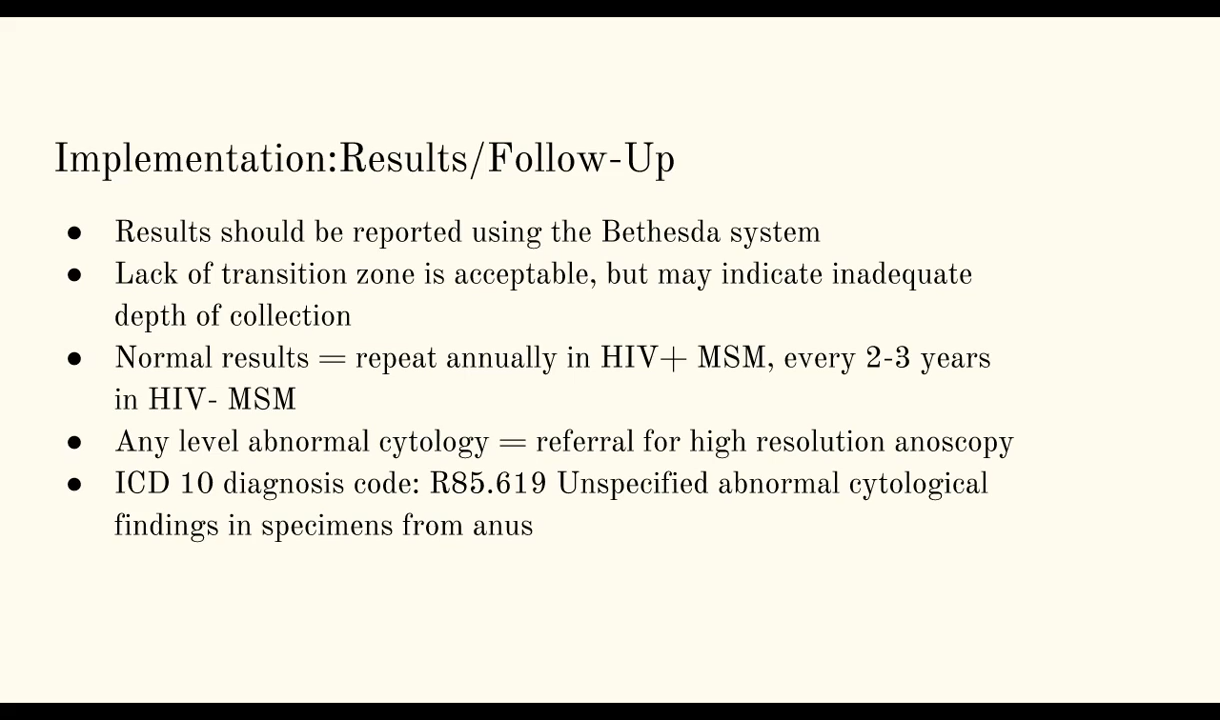 Implementation:Results/Follow-Up
● Results should be reported using the Bethesda system
● Lack of transition zone is acceptable, but may indicate inadequate
depth of collection
● Normal results = repeat annually in HIV+ MSM, every 2-3 years
in HIV- MSM
● Any level abnormal cytology = referral for high resolution anoscopy
● ICD 10 diagnosis code: R85.619 Unspecified abnormal cytological
findings in specimens from anus